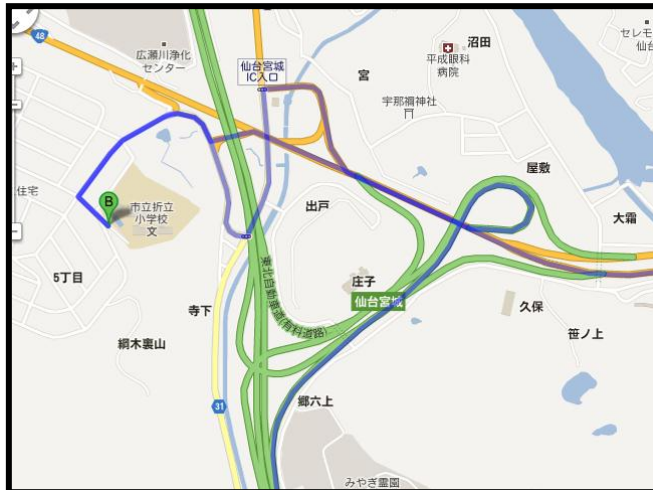 48
広瀬川浄化
センター
仙台宮城
IC入口
宮
沼田
平成眼科
病院
セレモ
仙台
宇那禰神社
屋敷
住宅
B
市立折立
小学校
文
出戸
大霜
5丁目
庄子
仙台宮城
東北自動車道(有料道路)
寺下
久保
笹ノ上
綱木裏山
31
郷六上
みやぎ霊園